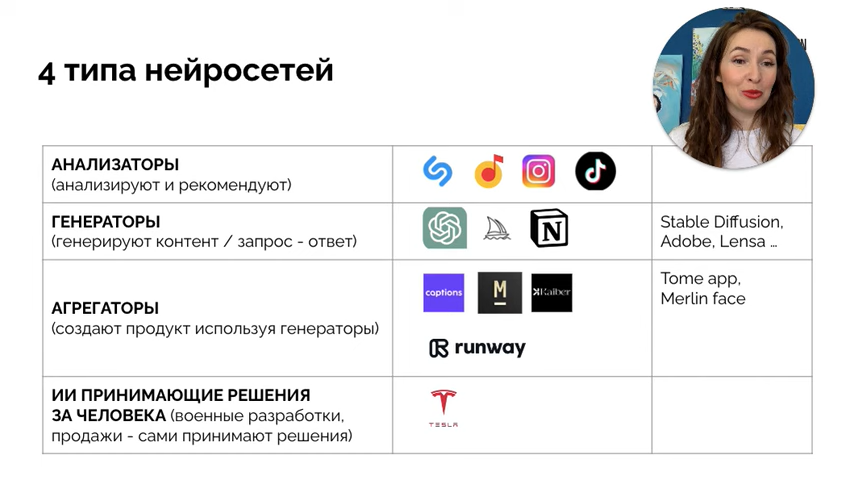 4 типа нейросетей
АНАЛИЗАТОРЫ
(анализируют и рекомендуют)
ГЕНЕРАТОРЫ
(генерируют контент / запрос - ответ)
Stable Diffusion,
Adobe, Lensa ...
АГРЕГАТОРЫ
(создают продукт используя генераторы)
captions
M
Kaiber
runway
Tome app,
Merlin face
ИИ ПРИНИМАЮЩИЕ РЕШЕНИЯ
ЗА ЧЕЛОВЕКА (военные разработки,
продажи - сами принимают решения)
TESLA